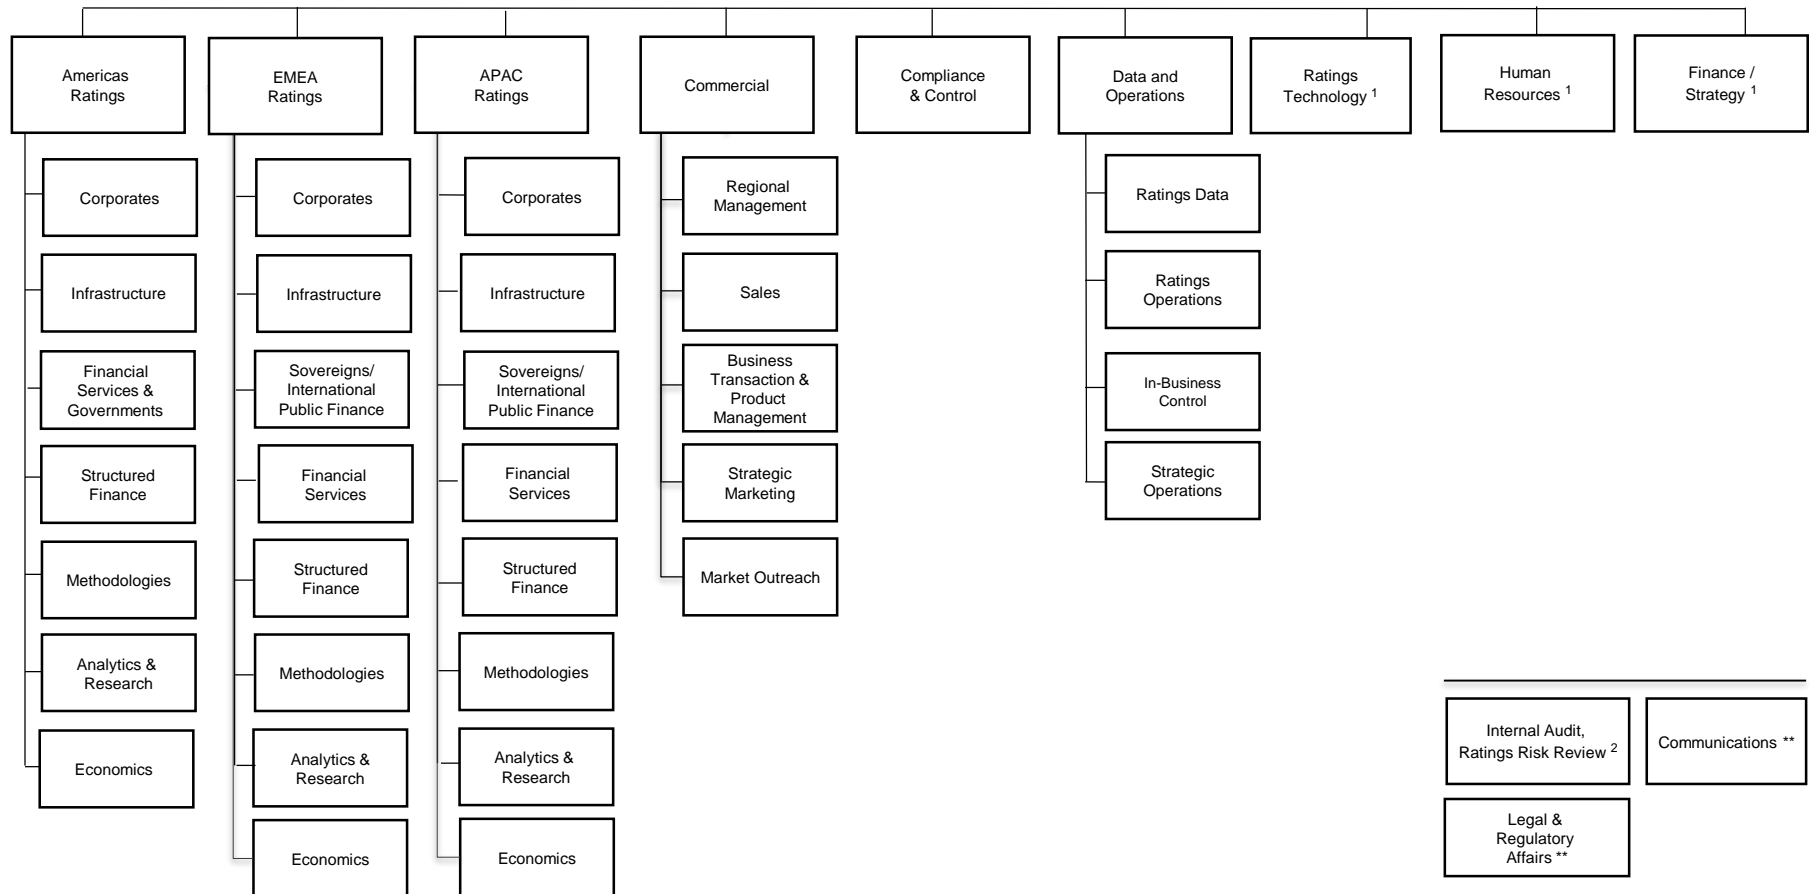 Americas
Ratings
EMEA
Ratings
APAC
Ratings
Commercial
Compliance
& Control
Data and
Operations
Ratings
Technology 1
Human
Resources 1
Finance /
Strategy 1
Corporates
Infrastructure
Financial
Services &
Governments
Structured
Finance
Methodologies
Analytics &
Research
Economics
Corporates
Infrastructure
Sovereigns/
International
Public Finance
Financial
Services
Structured
Finance
Methodologies
Analytics &
Research
Economics
Corporates
Infrastructure
Sovereigns/
International
Public Finance
Financial
Services
Structured
Finance
Methodologies
Analytics &
Research
Economics
Regional
Management
Sales
Business
Transaction &
Product
Management
Strategic
Marketing
Market Outreach
Ratings Data
Ratings
Operations
In-Business
Control
Strategic
Operations
Internal Audit,
Ratings Risk Review 2
Communications **
Legal &
Regulatory
Affairs **